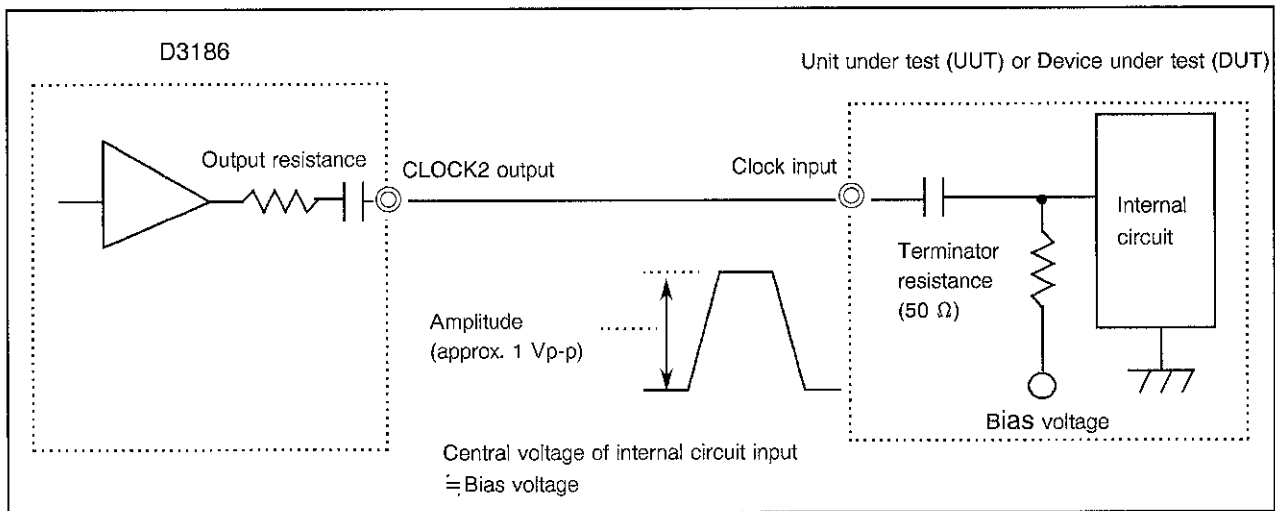 D3186
Unit under test (UUT) or Device under test (DUT)
Output resistance
CLOCK2 output
Clock input
Internal
circuit
Terminator
resistance
(50 Ω)
Amplitude
(approx. 1 Vp-p)
Bias voltage
Central voltage of internal circuit input
≒ Bias voltage